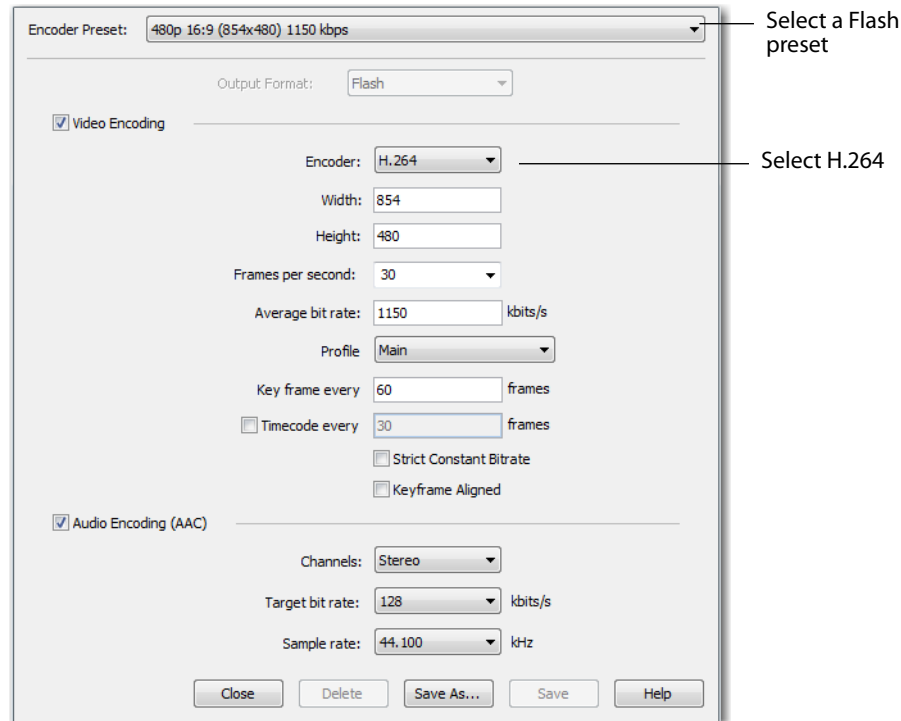 Encoder Preset: 480p 16:9 (854x480) 1150 kbps
Select a Flash
preset
Output Format: Flash
Video Encoding
Encoder: H.264
Select H.264
Width: 854
Height: 480
Frames per second: 30
Average bit rate: 1150 kbits/s
Profile Main
Key frame every 60 frames
Timecode every 30 frames
Strict Constant Bitrate
Keyframe Aligned
Audio Encoding (AAC)
Channels: Stereo
Target bit rate: 128 kbits/s
Sample rate: 44.100 kHz
Close Delete Save As... Save Help